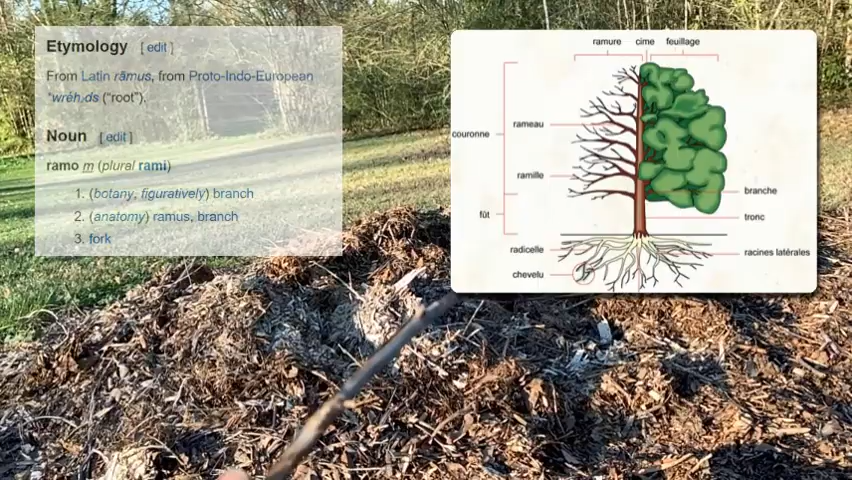 Etymology [ edit ]
From Latin rāmus, from Proto-Indo-European
*wréh₂ds (“root”).
Noun [ edit ]
ramo m (plural rami)
1. (botany, figuratively) branch
2. (anatomy) ramus, branch
3. fork
ramure cime feuillage
couronne
rameau
ramille
fût
branche
tronc
radicelle
racines latérales
chevelu